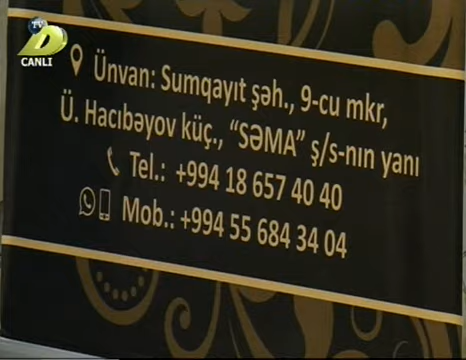 TV
D
CANLI
Ünvan: Sumqayıt şəh., 9-cu mkr,
Ü. Hacıbəyov küç., “SƏMA” ş/s-nın yanı
Tel.: +994 18 657 40 40
Mob.: +994 55 684 34 04